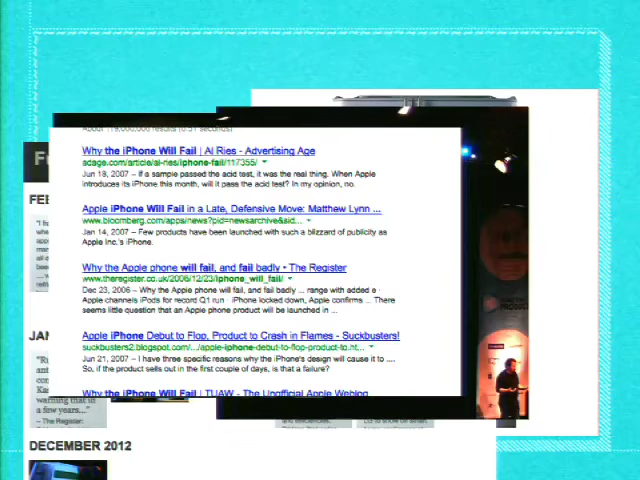 About 119,000,000 results (0.51 seconds)
Why the iPhone Will Fail | Al Ries - Advertising Age
adage.com/article/al-ries/iphone-fail/117355/
Jun 18, 2007 – If a sample passed the acid test, it was the real thing. When Apple
introduces its iPhone this month, will it pass the acid test? In my opinion, no.
Apple iPhone Will Fail in a Late, Defensive Move: Matthew Lynn ...
www.bloomberg.com/apps/news?pid=newsarchive&sid...
Jan 14, 2007 – Few products have been launched with such a blizzard of publicity as
Apple Inc.'s iPhone.
Why the Apple phone will fail, and fail badly • The Register
www.theregister.co.uk/2006/12/23/iphone_will_fail/
Dec 23, 2006 – Why the Apple phone will fail, and fail badly ... range with added e
Apple channels iPods for record Q1 run · iPhone locked down, Apple confirms ... There
seems little question that an Apple phone product will be launched in ...
Apple iPhone Debut to Flop, Product to Crash in Flames - Suckbusters!
suckbusters2.blogspot.com/.../apple-iphone-debut-to-flop-product-to.ht...
Jun 21, 2007 – I have three specific reasons why the iPhone's design will cause it to ....
So, if the product sells out in the first couple of days, is that a failure?
Why the iPhone Will Fail | TUAW - The Unofficial Apple Weblog
FEB
JAN
warning that in
a few years..."
– The Register:
DECEMBER 2012